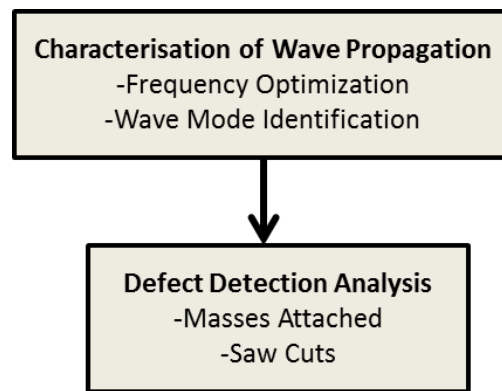 Characterisation of Wave Propagation
-Frequency Optimization
-Wave Mode Identification
Defect Detection Analysis
-Masses Attached
-Saw Cuts